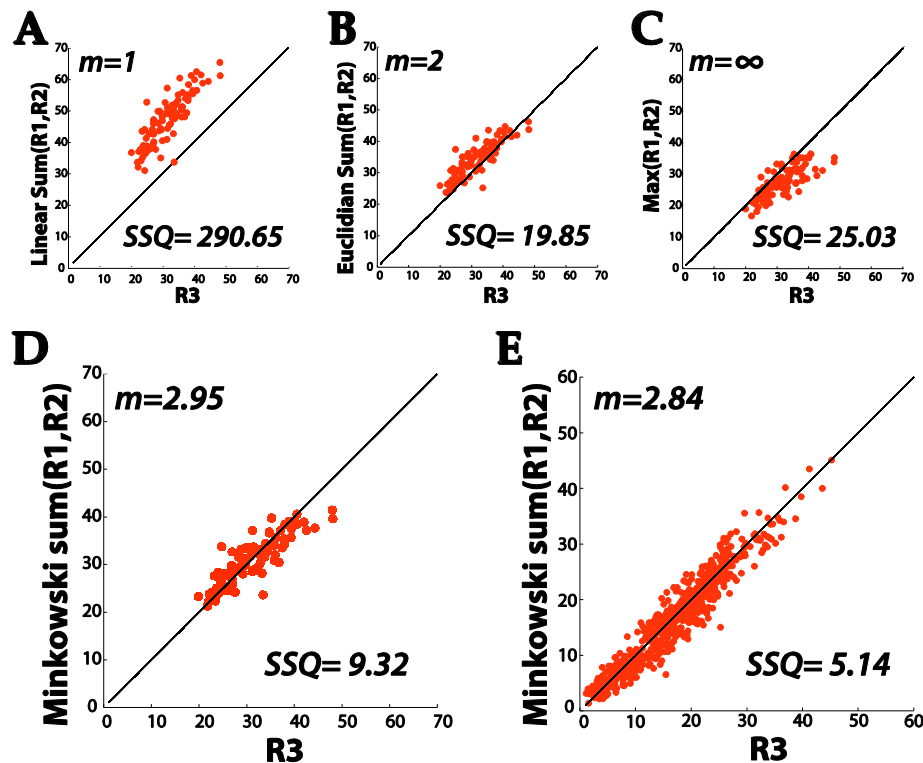 A
m=1
Linear Sum(R1,R2)
70
60
50
40
30
20
10
0
SSQ= 290.65
0 10 20 30 40 50 60 70
R3
B
m=2
Euclidian Sum(R1,R2)
70
60
50
40
30
20
10
0
SSQ= 19.85
0 10 20 30 40 50 60 70
R3
C
m=∞
Max(R1,R2)
70
60
50
40
30
20
10
0
SSQ= 25.03
0 10 20 30 40 50 60 70
R3
D
m=2.95
Minkowski sum(R1,R2)
70
60
50
40
30
20
10
0
SSQ= 9.32
0 10 20 30 40 50 60 70
R3
E
m=2.84
Minkowski sum(R1,R2)
60
50
40
30
20
10
0
SSQ= 5.14
0 10 20 30 40 50 60
R3